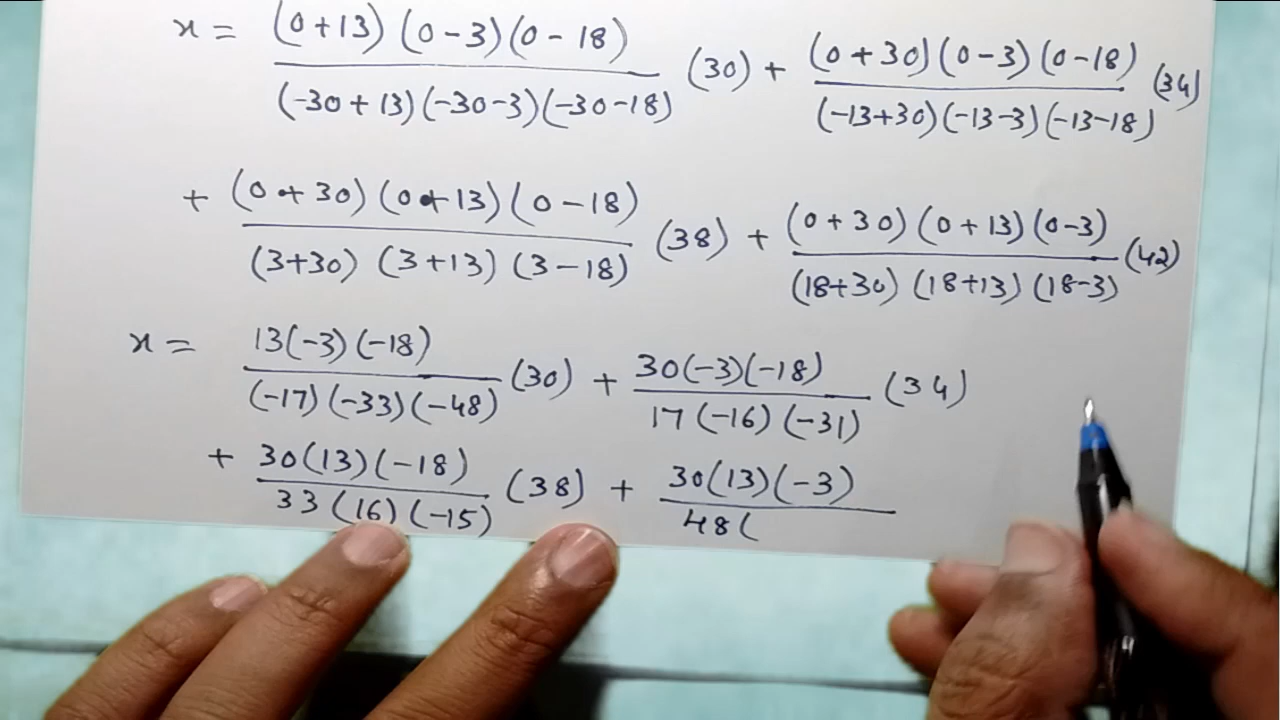 x = (0+13)(0-3)(0-18) / (-30+13)(-30-3)(-30-18) (30) + (0+30)(0-3)(0-18) / (-13+30)(-13-3)(-13-18) (34)
+ (0+30)(0+13)(0-18) / (3+30)(3+13)(3-18) (38) + (0+30)(0+13)(0-3) / (18+30)(18+13)(18-3) (42)
x = 13(-3)(-18) / (-17)(-33)(-48) (30) + 30(-3)(-18) / 17(-16)(-31) (34)
+ 30(13)(-18) / 33(16)(-15) (38) + 30(13)(-3) / 48(